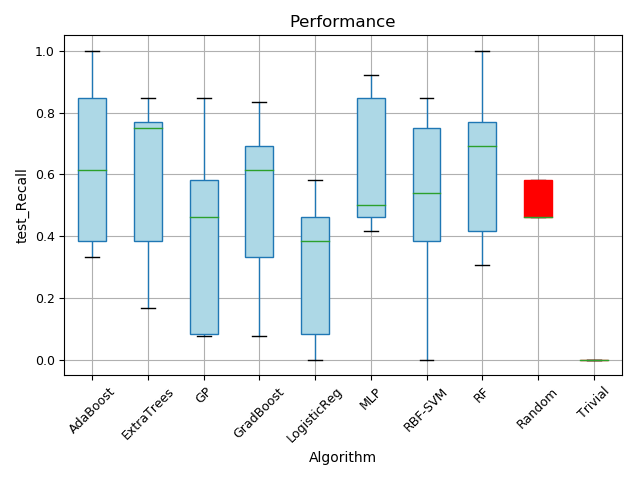 Performance
test_Recall
1.0
0.8
0.6
0.4
0.2
0.0
AdaBoost
ExtraTrees
GP
GradBoost
LogisticReg
MLP
RBF-SVM
RF
Random
Trivial
Algorithm